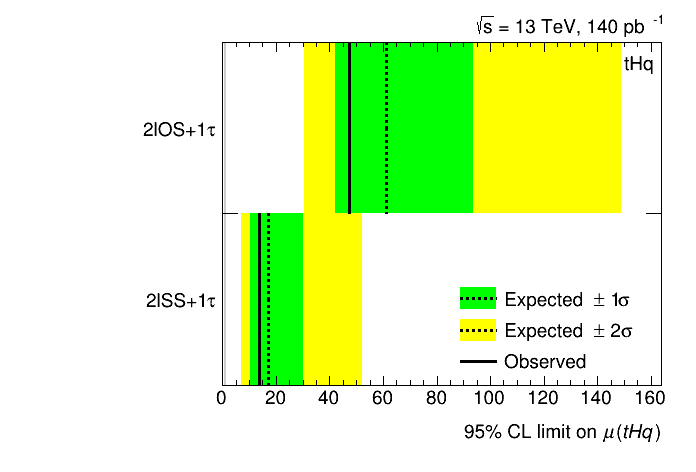 √s = 13 TeV, 140 pb⁻¹
tHq
2lOS+1τ
2lSS+1τ
Expected ± 1σ
Expected ± 2σ
Observed
0 20 40 60 80 100 120 140 160
95% CL limit on μ(tHq)